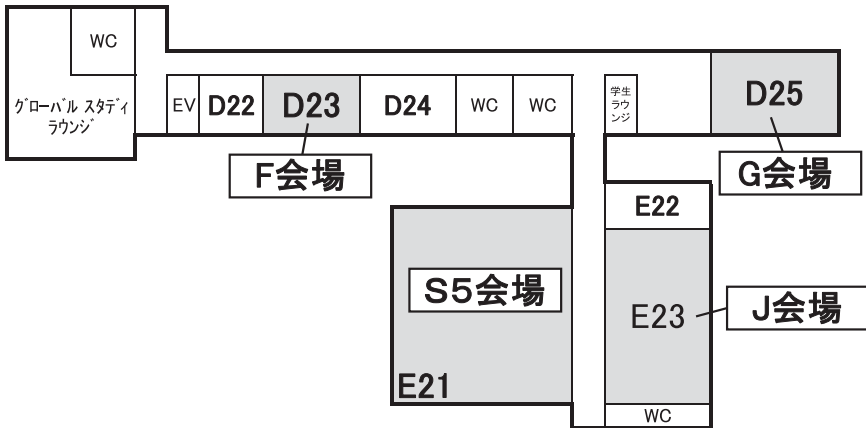 WC
ｸﾞﾛｰﾊﾞﾙ ｽﾀﾃﾞｨ
ﾗｳﾝｼﾞ
EV
D22
D23
D24
WC
WC
学生
ラウ
ンジ
D25
F会場
G会場
E22
S5会場
E23
J会場
E21
WC